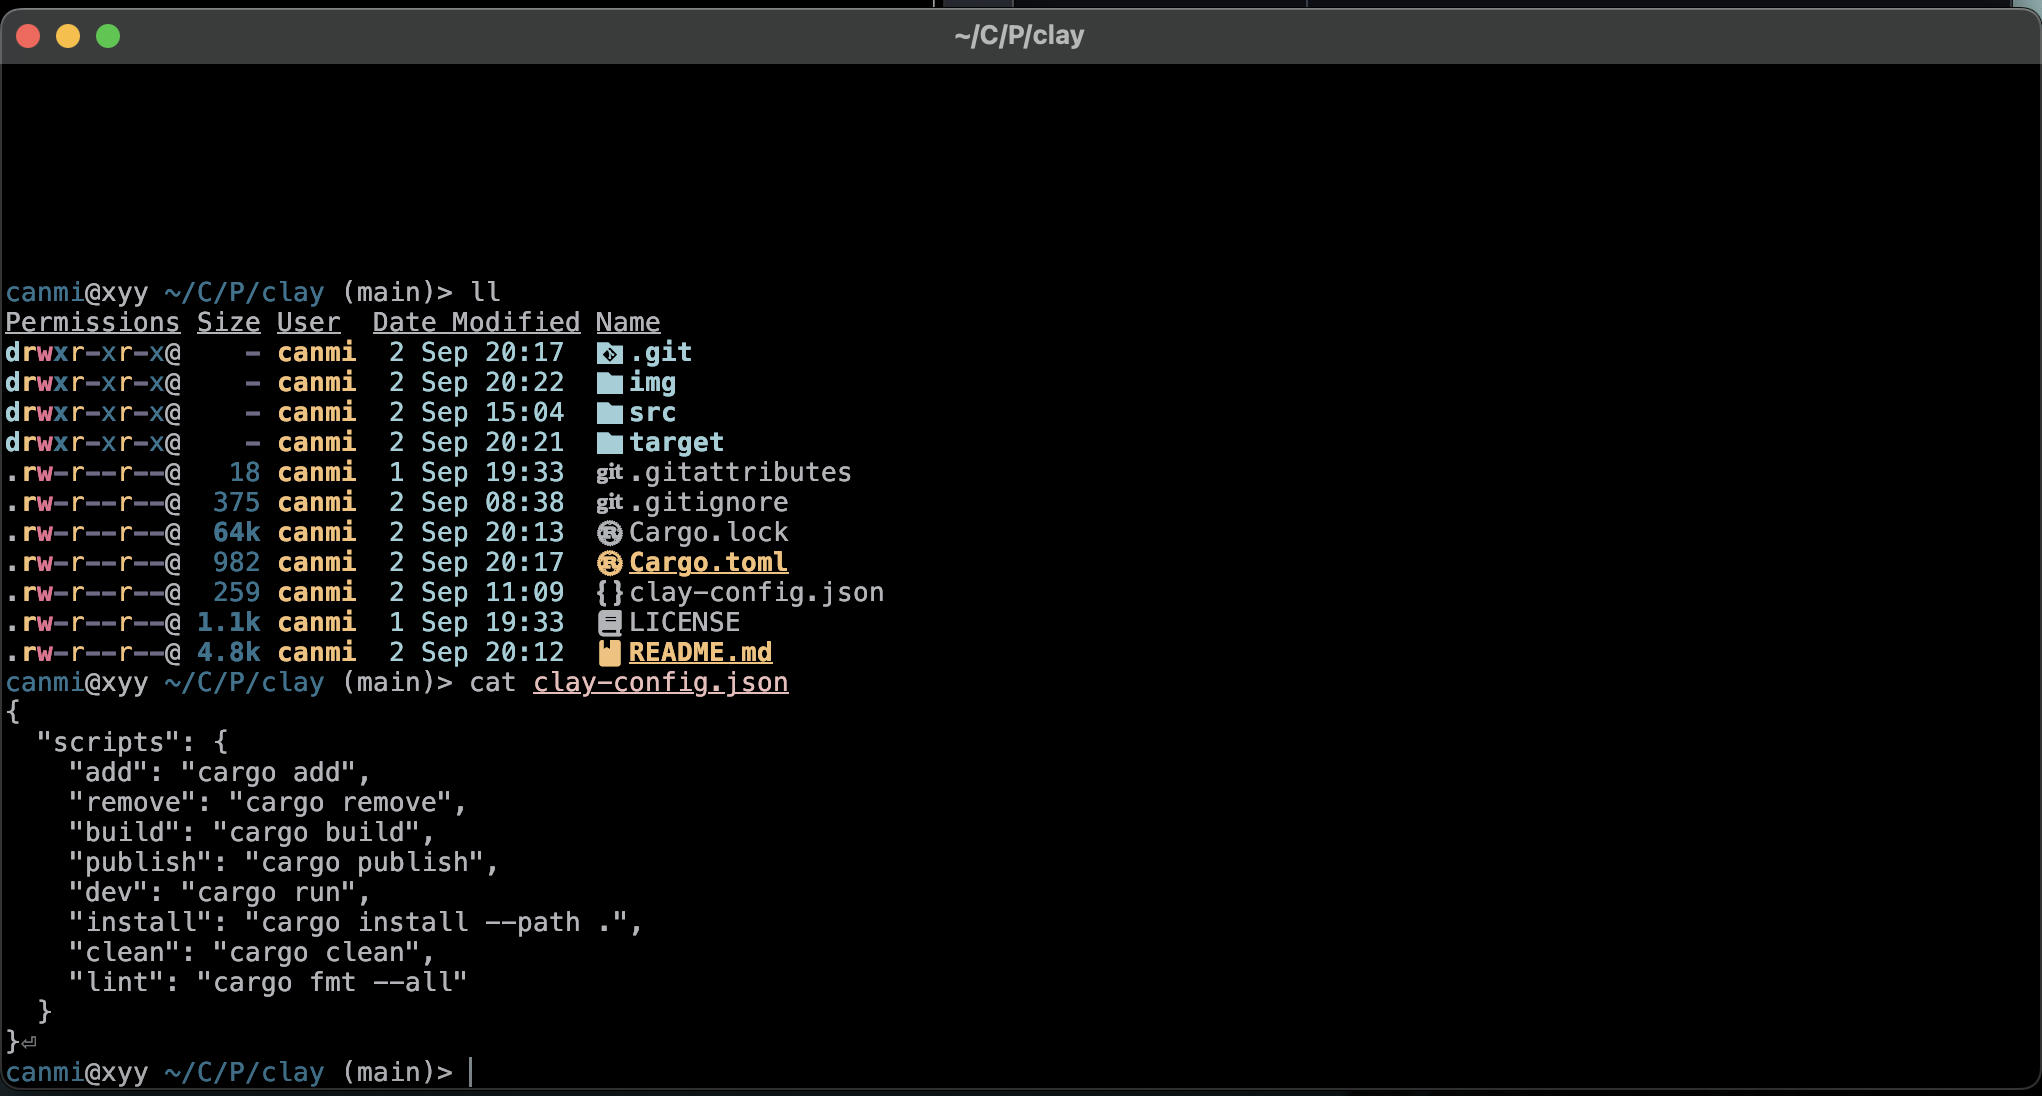 ~/C/P/clay
canmi@xyy ~/C/P/clay (main)> ll
Permissions Size User Date Modified Name
drwxr-xr-x@ - canmi 2 Sep 20:17 .git
drwxr-xr-x@ - canmi 2 Sep 20:22 img
drwxr-xr-x@ - canmi 2 Sep 15:04 src
drwxr-xr-x@ - canmi 2 Sep 20:21 target
.rw-r--r--@ 18 canmi 1 Sep 19:33 git .gitattributes
.rw-r--r--@ 375 canmi 2 Sep 08:38 git .gitignore
.rw-r--r--@ 64k canmi 2 Sep 20:13 Cargo.lock
.rw-r--r--@ 982 canmi 2 Sep 20:17 Cargo.toml
.rw-r--r--@ 259 canmi 2 Sep 11:09 {} clay-config.json
.rw-r--r--@ 1.1k canmi 1 Sep 19:33 LICENSE
.rw-r--r--@ 4.8k canmi 2 Sep 20:12 README.md
canmi@xyy ~/C/P/clay (main)> cat clay-config.json
{
  "scripts": {
    "add": "cargo add",
    "remove": "cargo remove",
    "build": "cargo build",
    "publish": "cargo publish",
    "dev": "cargo run",
    "install": "cargo install --path .",
    "clean": "cargo clean",
    "lint": "cargo fmt --all"
  }
}⏎
canmi@xyy ~/C/P/clay (main)>